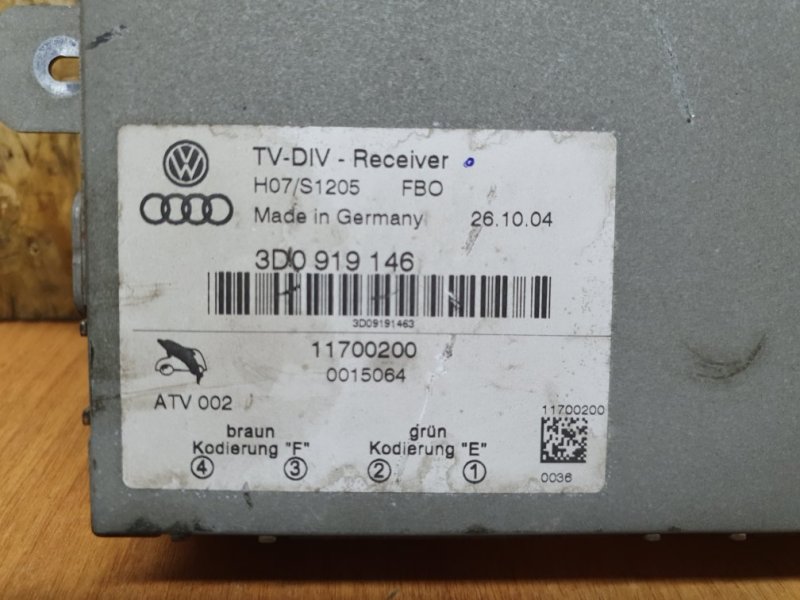 TV-DIV - Receiver
H07/S1205 FBO
Made in Germany 26.10.04
3D0 919 146
3D09191463
11700200
0015064
ATV 002
11700200
braun grün
Kodierung "F" Kodierung "E"
4 3 2 1
0036